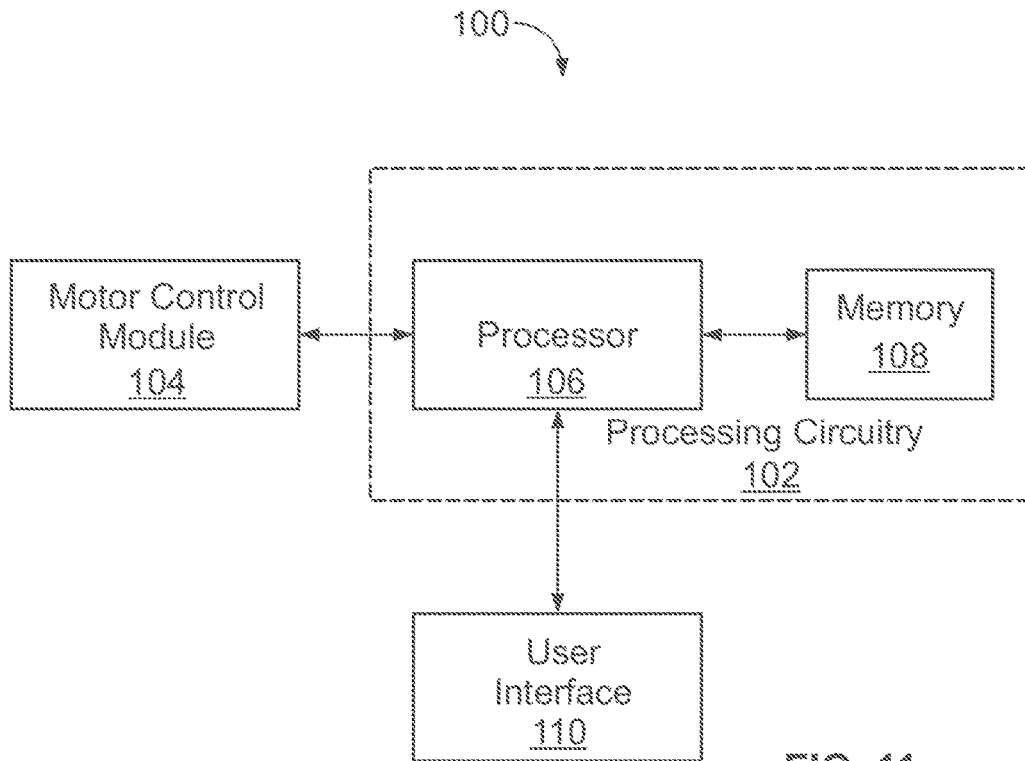 100
Motor Control
Module
104
Processor
106
Memory
108
Processing Circuitry
102
User
Interface
110